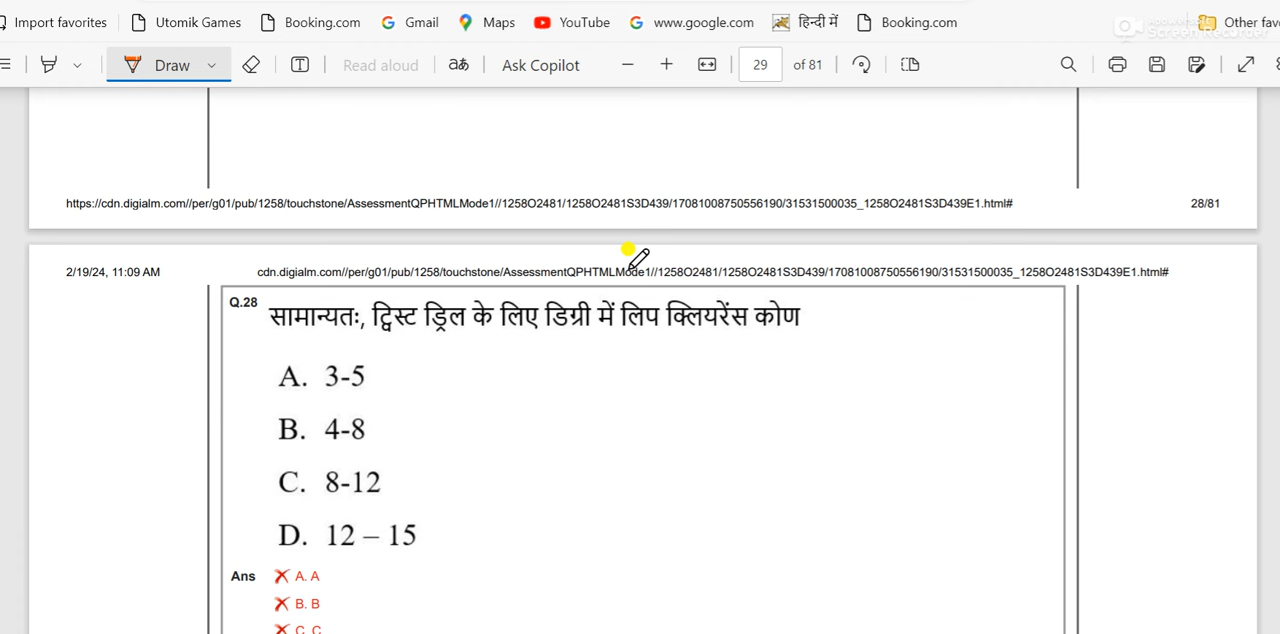 Import favorites Utomik Games Booking.com Gmail Maps YouTube www.google.com हिन्दी में Booking.com Other fav
Draw T Read aloud aあ Ask Copilot 29 of 81
https://cdn.digialm.com//per/g01/pub/1258/touchstone/AssessmentQPHTMLMode1//1258O2481/1258O2481S3D439/17081008750556190/31531500035_1258O2481S3D439E1.html# 28/81
2/19/24, 11:09 AM cdn.digialm.com//per/g01/pub/1258/touchstone/AssessmentQPHTMLMode1//1258O2481/1258O2481S3D439/17081008750556190/31531500035_1258O2481S3D439E1.html#
Q.28 सामान्यतः, ट्विस्ट ड्रिल के लिए डिग्री में लिप क्लियरेंस कोण
A. 3-5
B. 4-8
C. 8-12
D. 12 – 15
Ans A. A
B. B
C. C